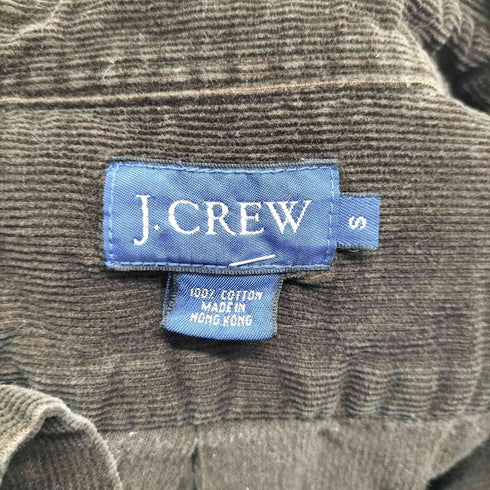 J. CREW
S
100% COTTON
MADE IN
HONG KONG